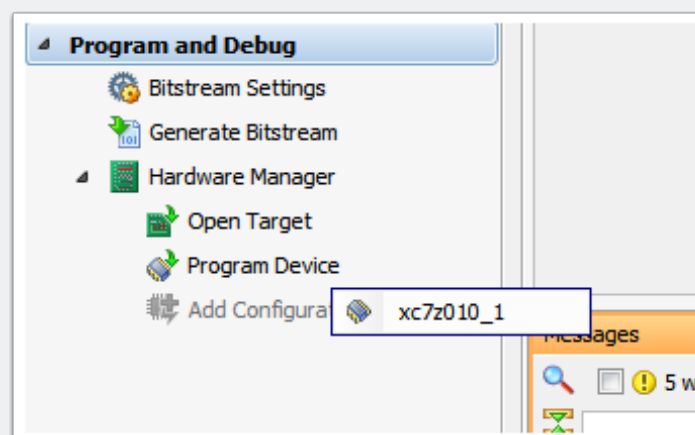 Program and Debug
Bitstream Settings
Generate Bitstream
Hardware Manager
Open Target
Program Device
Add Configurat
xc7z010_1
Messages
5 w